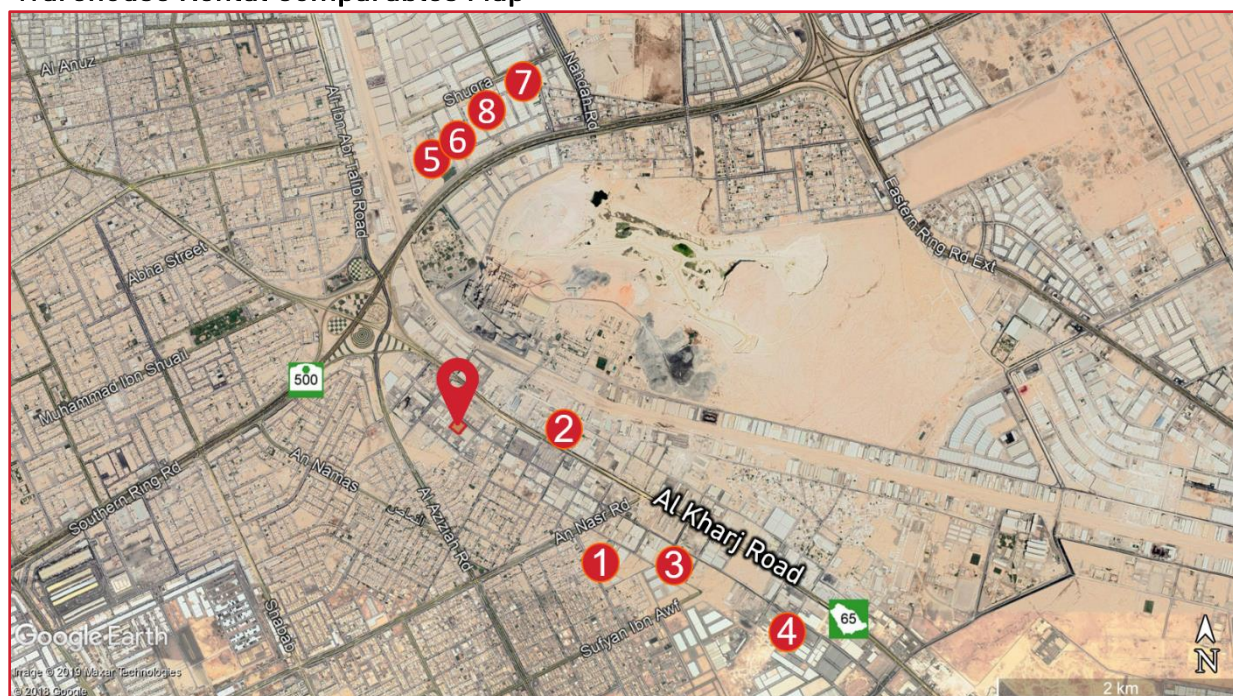 Warehouse Rental Comparables Map
Al Anuz
Ali Ibn Abi Talib Road
Shuqra
Nahdah Rd
7
8
6
5
Eastern Ring Rd Ext
Abha Street
Muhammad Ibn Shuail
500
2
Southern Ring Rd
An Namas
النماص
Al Aziziah Rd
An Nasr Rd
Al Kharj Road
1
3
Sufyan Ibn Awf
4
65
Shabab
Google Earth
Image © 2019 Maxar Technologies
© 2018 Google
N
2 km